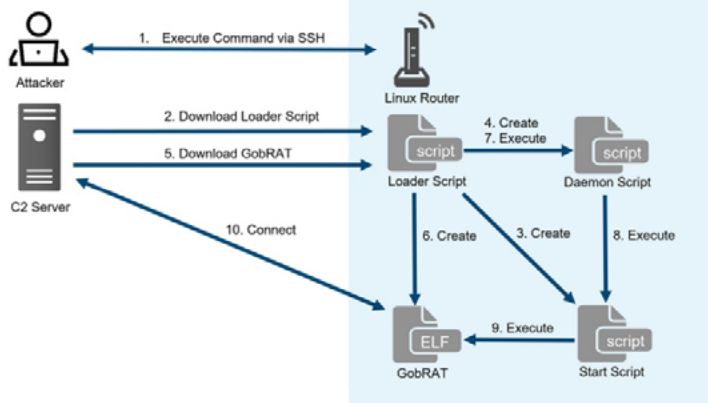 1. Execute Command via SSH
Attacker
Linux Router
2. Download Loader Script
4. Create
7. Execute
script
script
5. Download GobRAT
Loader Script
Daemon Script
C2 Server
10. Connect
6. Create
3. Create
8. Execute
9. Execute
ELF
script
GobRAT
Start Script